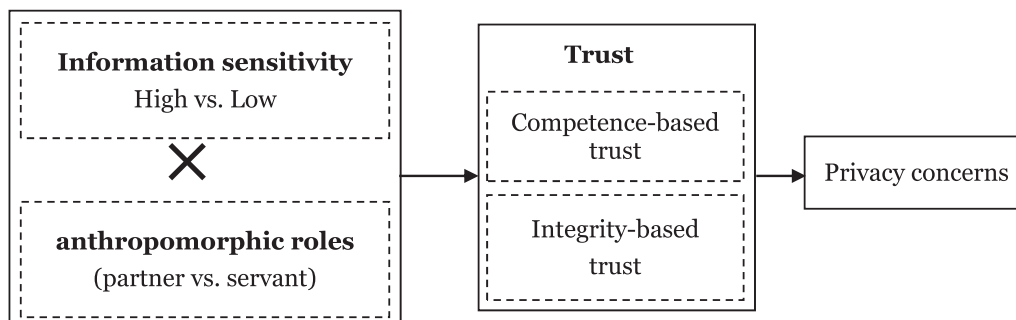 Information sensitivity
High vs. Low
anthropomorphic roles
(partner vs. servant)
Trust
Competence-based
trust
Integrity-based
trust
Privacy concerns